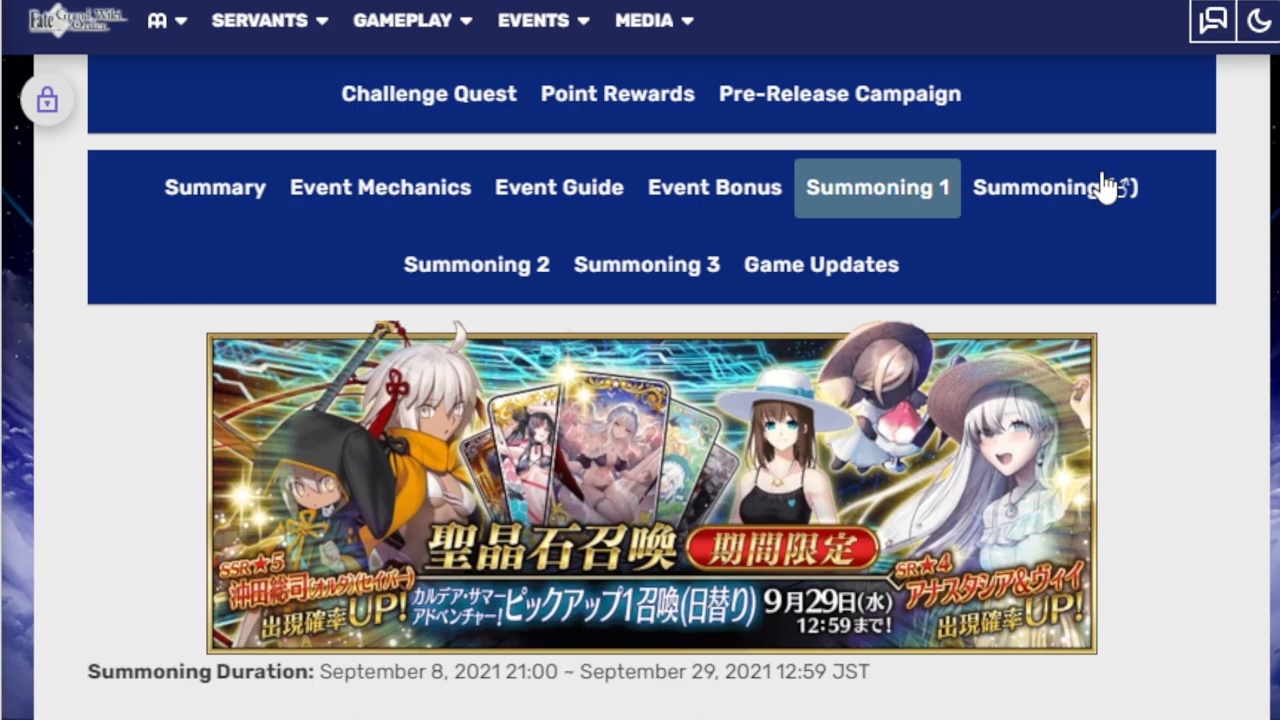 Fate Grand Wiki
Order
SERVANTS
GAMEPLAY
EVENTS
MEDIA
Challenge Quest
Point Rewards
Pre-Release Campaign
Summary
Event Mechanics
Event Guide
Event Bonus
Summoning 1
Summoning
Summoning 2
Summoning 3
Game Updates
聖晶石召喚 期間限定
SSR★5
沖田総司〔オルタ〕(セイバー)
出現確率UP!
カルデア・サマー
アドベンチャー!
ピックアップ1召喚(日替り)
9月29日(水)
12:59まで!
SR★4
アナスタシア&ヴィイ
出現確率UP!
Summoning Duration: September 8, 2021 21:00 ~ September 29, 2021 12:59 JST